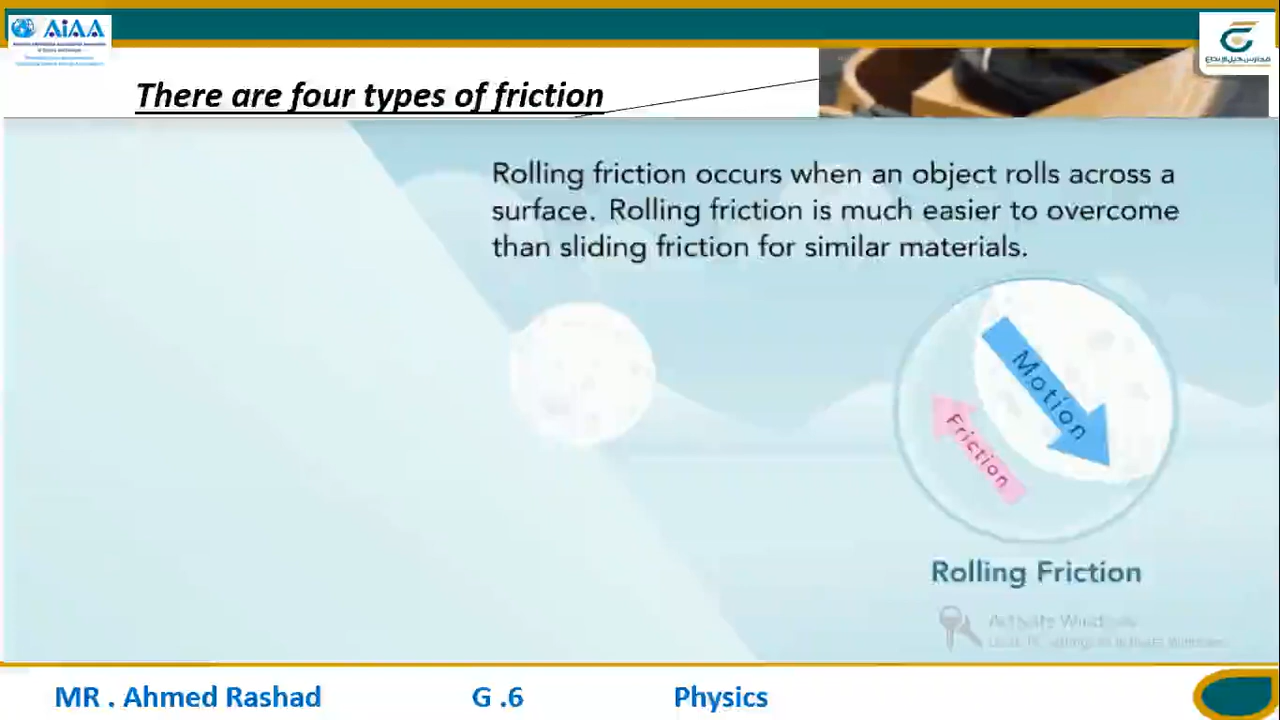 AiAA
There are four types of friction
Rolling friction occurs when an object rolls across a
surface. Rolling friction is much easier to overcome
than sliding friction for similar materials.
Motion
Friction
Rolling Friction
Activate Windows
MR . Ahmed Rashad G .6 Physics